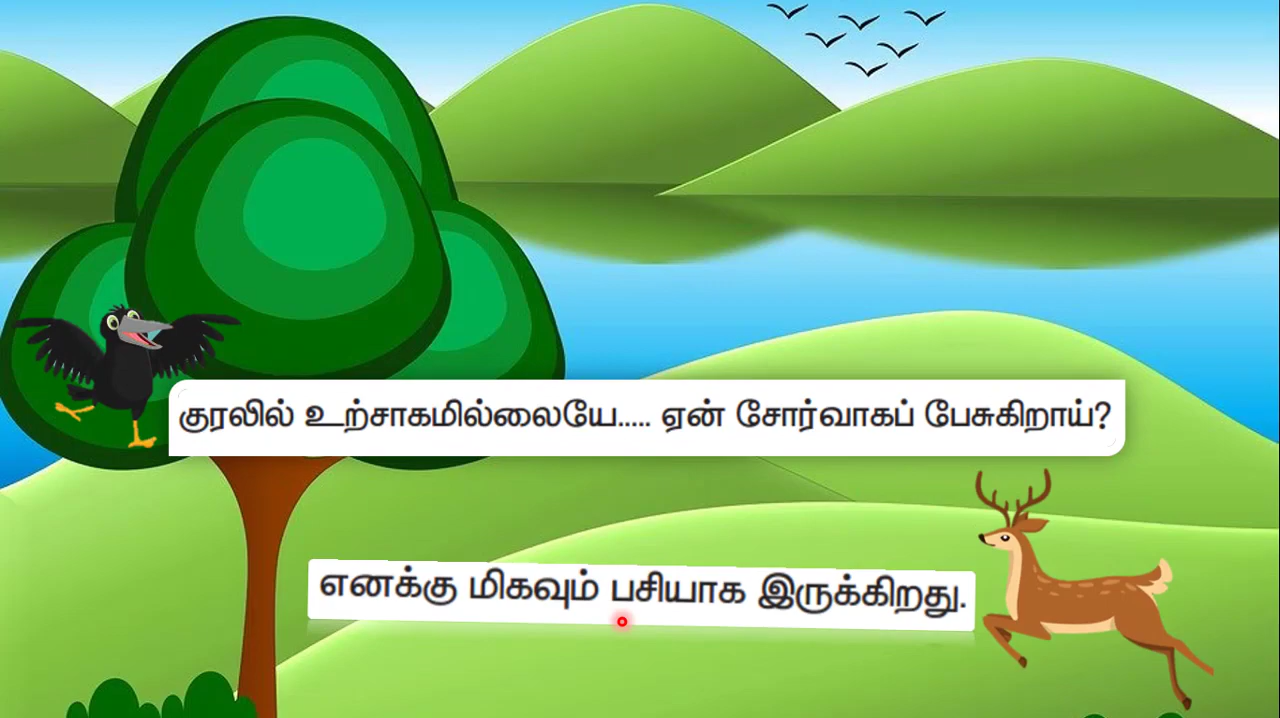 குரலில் உற்சாகமில்லையே..... ஏன் சோர்வாகப் பேசுகிறாய்?
எனக்கு மிகவும் பசியாக இருக்கிறது.